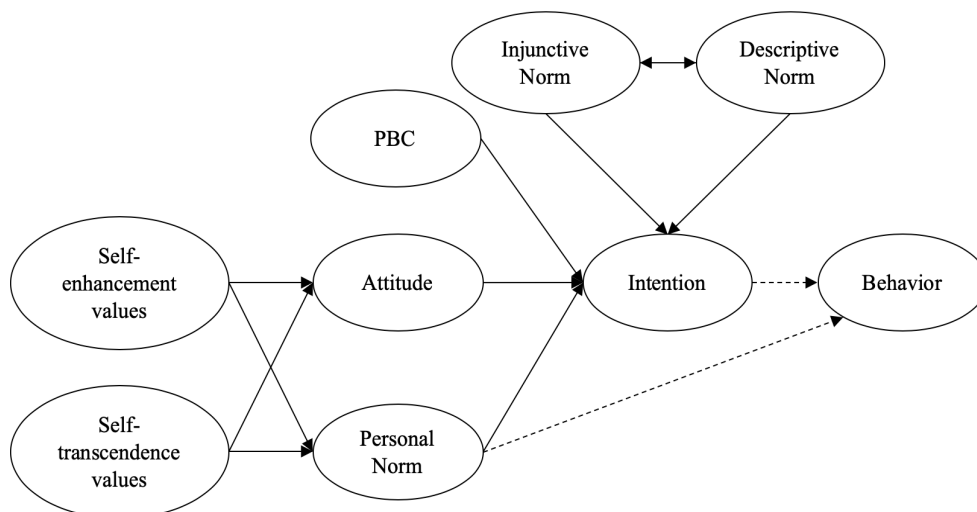 Injunctive
Norm
Descriptive
Norm
PBC
Self-
enhancement
values
Attitude
Intention
Behavior
Self-
transcendence
values
Personal
Norm